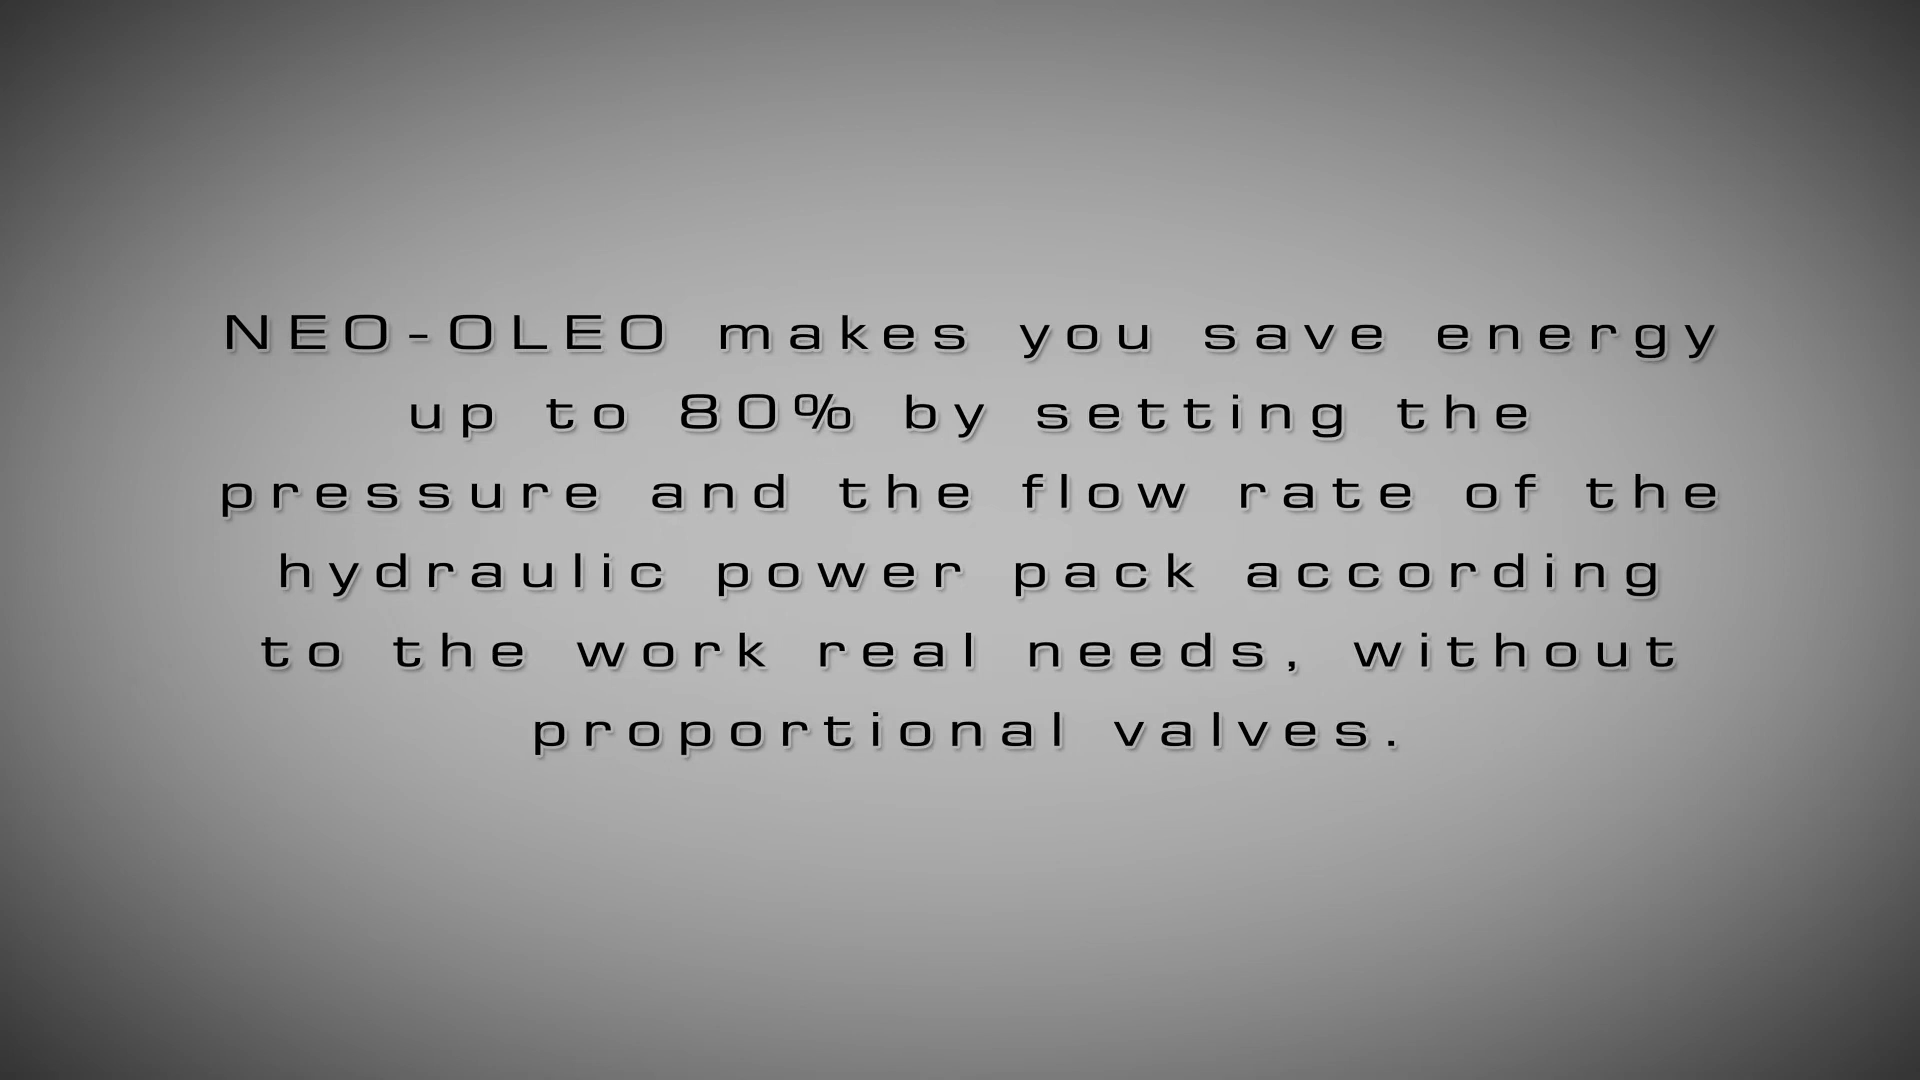 NEO-OLEO makes you save energy
up to 80% by setting the
pressure and the flow rate of the
hydraulic power pack according
to the work real needs, without
proportional valves.